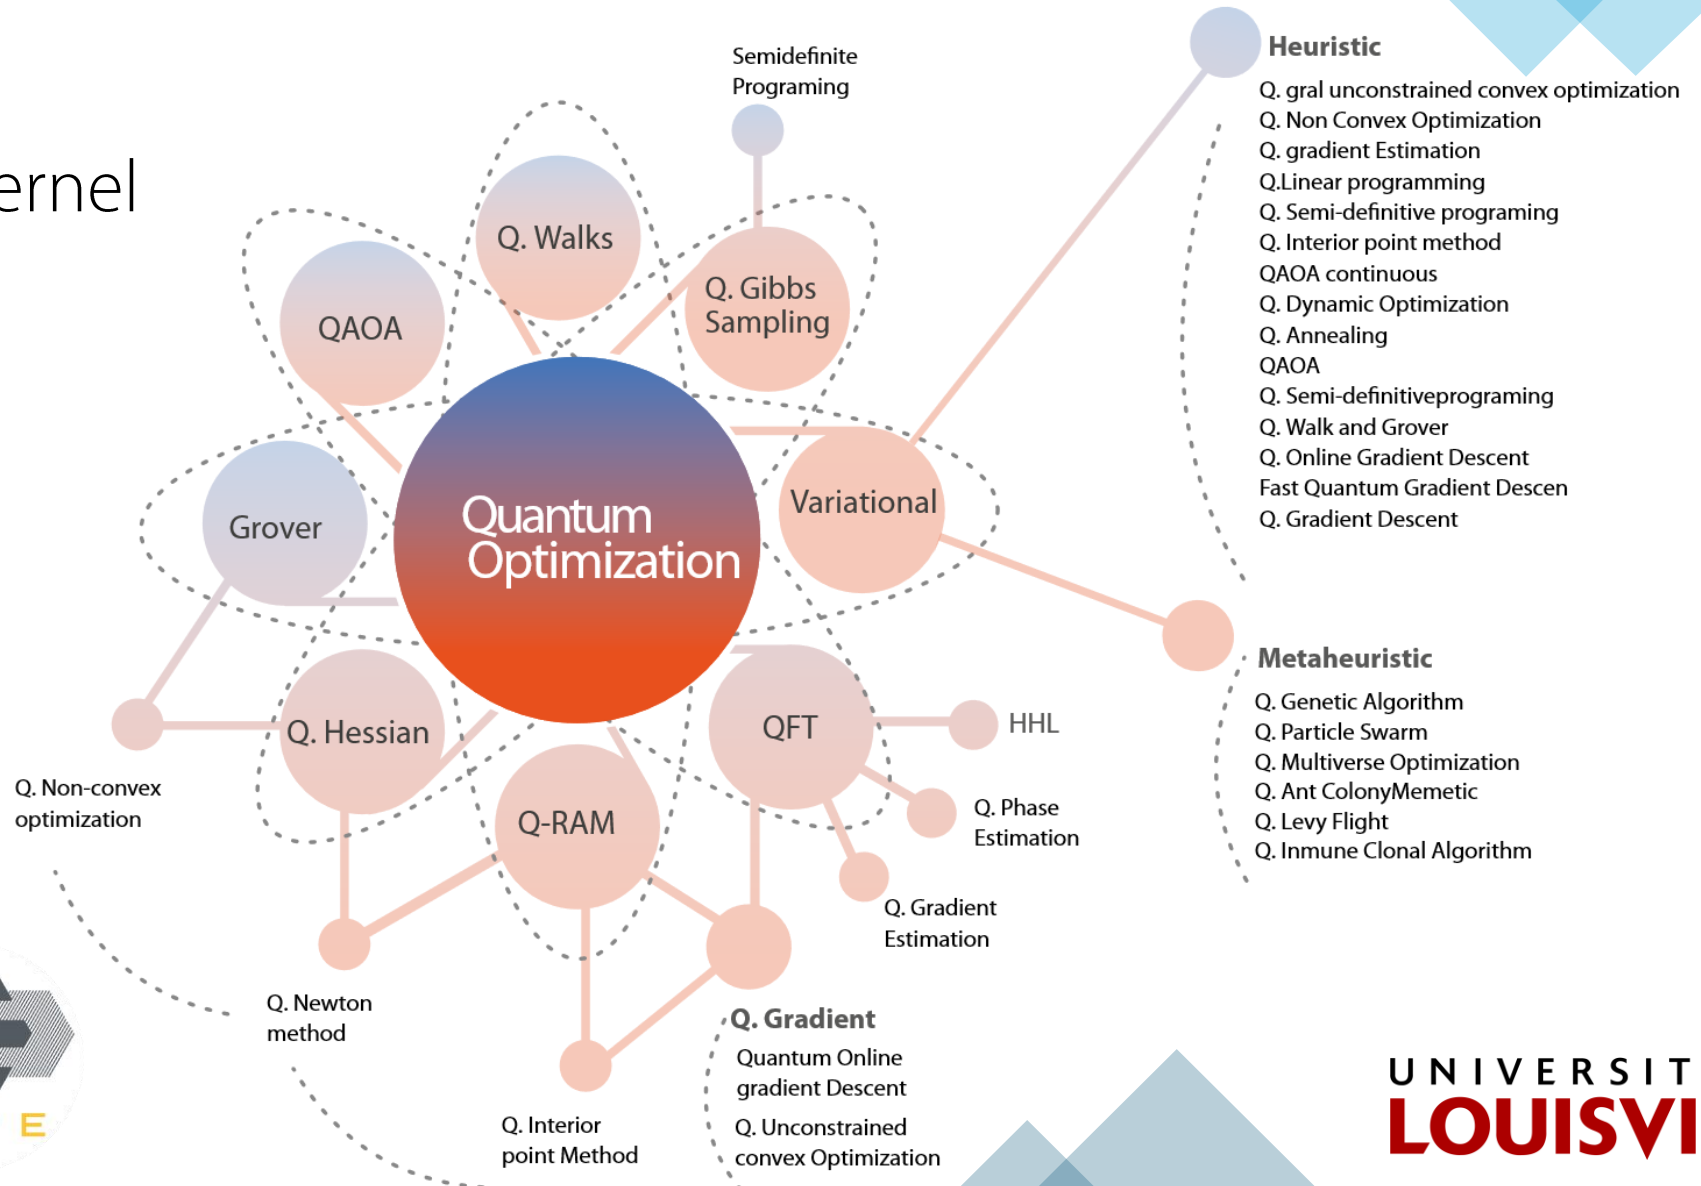 ernel
Semidefinite
Programing
Q. Walks
Q. Gibbs
Sampling
QAOA
Grover
Quantum
Optimization
Variational
Q. Hessian
Q-RAM
QFT
HHL
Q. Phase
Estimation
Q. Gradient
Estimation
Q. Non-convex
optimization
Q. Newton
method
Q. Interior
point Method
Q. Gradient
Quantum Online
gradient Descent
Q. Unconstrained
convex Optimization
Heuristic
Q. gral unconstrained convex optimization
Q. Non Convex Optimization
Q. gradient Estimation
Q.Linear programming
Q. Semi-definitive programing
Q. Interior point method
QAOA continuous
Q. Dynamic Optimization
Q. Annealing
QAOA
Q. Semi-definitiveprograming
Q. Walk and Grover
Q. Online Gradient Descent
Fast Quantum Gradient Descen
Q. Gradient Descent
Metaheuristic
Q. Genetic Algorithm
Q. Particle Swarm
Q. Multiverse Optimization
Q. Ant ColonyMemetic
Q. Levy Flight
Q. Inmune Clonal Algorithm
E
UNIVERSIT
LOUISVI